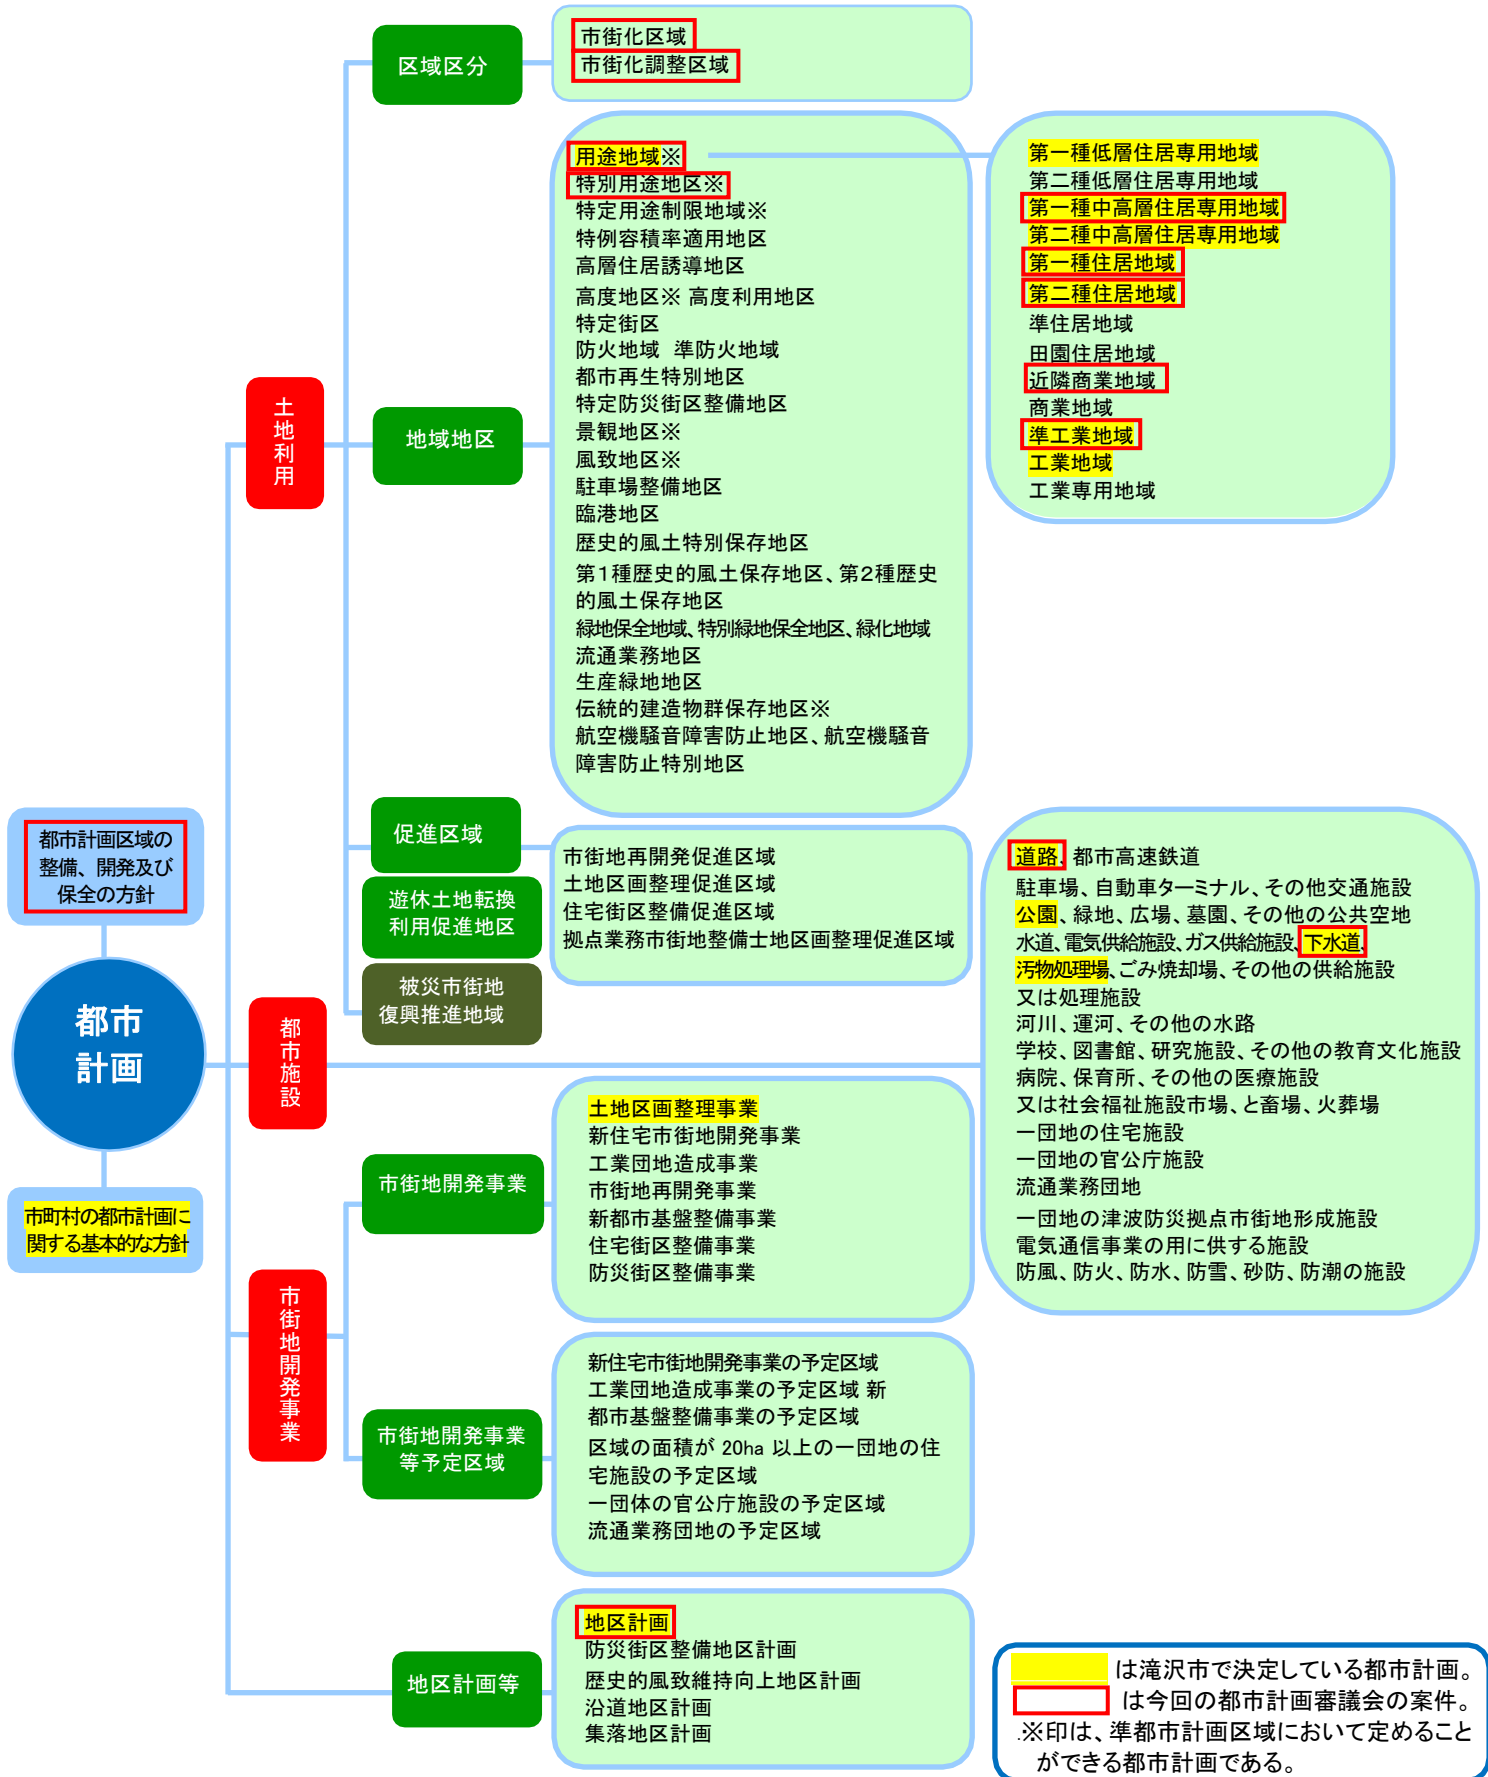 区域区分
市街化区域
市街化調整区域
土地利用
地域地区
用途地域※
特別用途地区※
特定用途制限地域※
特例容積率適用地区
高層住居誘導地区
高度地区※ 高度利用地区
特定街区
防火地域 準防火地域
都市再生特別地区
特定防災街区整備地区
景観地区※
風致地区※
駐車場整備地区
臨港地区
歴史的風土特別保存地区
第1種歴史的風土保存地区、第2種歴史
的風土保存地区
緑地保全地域、特別緑地保全地区、緑化地域
流通業務地区
生産緑地地区
伝統的建造物群保存地区※
航空機騒音障害防止地区、航空機騒音
障害防止特別地区
第一種低層住居専用地域
第二種低層住居専用地域
第一種中高層住居専用地域
第二種中高層住居専用地域
第一種住居地域
第二種住居地域
準住居地域
田園住居地域
近隣商業地域
商業地域
準工業地域
工業地域
工業専用地域
促進区域
遊休土地転換
利用促進地区
被災市街地
復興推進地域
市街地再開発促進区域
土地区画整理促進区域
住宅街区整備促進区域
拠点業務市街地整備士地区画整理促進区域
都市計画区域の
整備、開発及び
保全の方針
都市
計画
市町村の都市計画に
関する基本的な方針
都市施設
道路、都市高速鉄道
駐車場、自動車ターミナル、その他交通施設
公園、緑地、広場、墓園、その他の公共空地
水道、電気供給施設、ガス供給施設、下水道、
汚物処理場、ごみ焼却場、その他の供給施設
又は処理施設
河川、運河、その他の水路
学校、図書館、研究施設、その他の教育文化施設
病院、保育所、その他の医療施設
又は社会福祉施設市場、と畜場、火葬場
一団地の住宅施設
一団地の官公庁施設
流通業務団地
一団地の津波防災拠点市街地形成施設
電気通信事業の用に供する施設
防風、防火、防水、防雪、砂防、防潮の施設
市街地開発事業
市街地開発事業
土地区画整理事業
新住宅市街地開発事業
工業団地造成事業
市街地再開発事業
新都市基盤整備事業
住宅街区整備事業
防災街区整備事業
市街地開発事業
等予定区域
新住宅市街地開発事業の予定区域
工業団地造成事業の予定区域 新
都市基盤整備事業の予定区域
区域の面積が 20ha 以上の一団地の住
宅施設の予定区域
一団体の官公庁施設の予定区域
流通業務団地の予定区域
地区計画等
地区計画
防災街区整備地区計画
歴史的風致維持向上地区計画
沿道地区計画
集落地区計画
は滝沢市で決定している都市計画。
は今回の都市計画審議会の案件。
.※印は、準都市計画区域において定めること
ができる都市計画である。